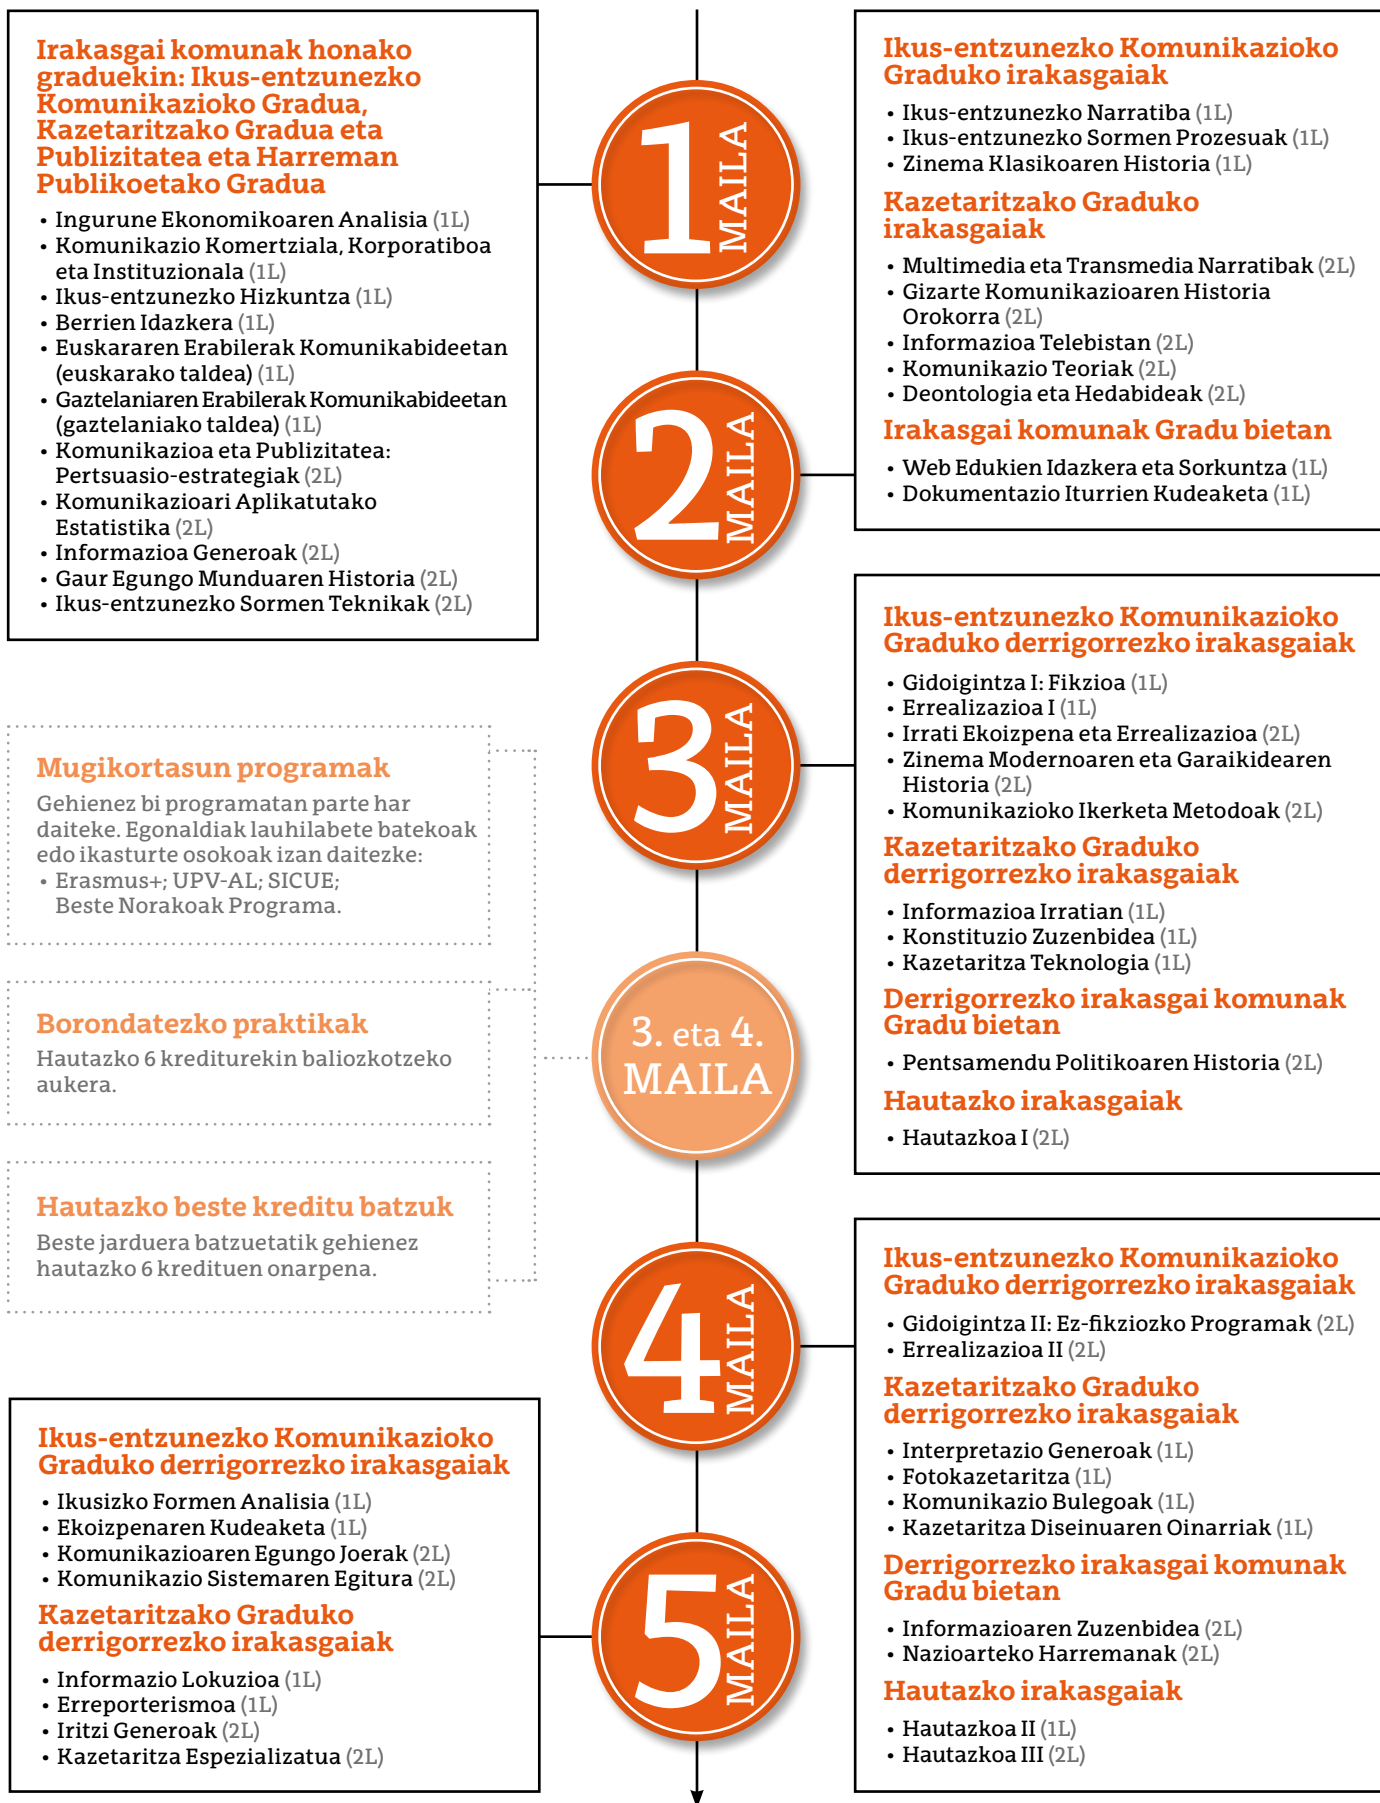 Irakasgai komunak honako
graduekin: Ikus-entzunezko
Komunikazioko Gradua,
Kazetaritzako Gradua eta
Publizitatea eta Harreman
Publikoetako Gradua
• Ingurune Ekonomikoaren Analisia (1L)
• Komunikazio Komertziala, Korporatiboa
eta Instituzionala (1L)
• Ikus-entzunezko Hizkuntza (1L)
• Berrien Idazkera (1L)
• Euskararen Erabilerak Komunikabideetan
(euskarako taldea) (1L)
• Gaztelaniaren Erabilerak Komunikabideetan
(gaztelaniako taldea) (1L)
• Komunikazioa eta Publizitatea:
Pertsuasio-estrategiak (2L)
• Komunikazioari Aplikatutako
Estatistika (2L)
• Informazioa Generoak (2L)
• Gaur Egungo Munduaren Historia (2L)
• Ikus-entzunezko Sormen Teknikak (2L)
1 MAILA
Ikus-entzunezko Komunikazioko
Graduko irakasgaiak
• Ikus-entzunezko Narratiba (1L)
• Ikus-entzunezko Sormen Prozesuak (1L)
• Zinema Klasikoaren Historia (1L)
Kazetaritzako Graduko
irakasgaiak
• Multimedia eta Transmedia Narratibak (2L)
• Gizarte Komunikazioaren Historia
Orokorra (2L)
• Informazioa Telebistan (2L)
• Komunikazio Teoriak (2L)
• Deontologia eta Hedabideak (2L)
Irakasgai komunak Gradu bietan
• Web Edukien Idazkera eta Sorkuntza (1L)
• Dokumentazio Iturrien Kudeaketa (1L)
2 MAILA
Ikus-entzunezko Komunikazioko
Graduko derrigorrezko irakasgaiak
• Gidoigintza I: Fikzioa (1L)
• Errealizazioa I (1L)
• Irrati Ekoizpena eta Errealizazioa (2L)
• Zinema Modernoaren eta Garaikidearen
Historia (2L)
• Komunikazioko Ikerketa Metodoak (2L)
Kazetaritzako Graduko
derrigorrezko irakasgaiak
• Informazioa Irratian (1L)
• Konstituzio Zuzenbidea (1L)
• Kazetaritza Teknologia (1L)
Derrigorrezko irakasgai komunak
Gradu bietan
• Pentsamendu Politikoaren Historia (2L)
Hautazko irakasgaiak
• Hautazkoa I (2L)
3 MAILA
Mugikortasun programak
Gehienez bi programatan parte har
daiteke. Egonaldiak lauhilabete batekoak
edo ikasturte osokoak izan daitezke:
• Erasmus+; UPV-AL; SICUE;
Beste Norakoak Programa.
Borondatezko praktikak
Hautazko 6 krediturekin baliozkotzeko
aukera.
Hautazko beste kreditu batzuk
Beste jarduera batzuetatik gehienez
hautazko 6 kredituen onarpena.
3. eta 4.
MAILA
4 MAILA
Ikus-entzunezko Komunikazioko
Graduko derrigorrezko irakasgaiak
• Gidoigintza II: Ez-fikziozko Programak (2L)
• Errealizazioa II (2L)
Kazetaritzako Graduko
derrigorrezko irakasgaiak
• Interpretazio Generoak (1L)
• Fotokazetaritza (1L)
• Komunikazio Bulegoak (1L)
• Kazetaritza Diseinuaren Oinarriak (1L)
Derrigorrezko irakasgai komunak
Gradu bietan
• Informazioaren Zuzenbidea (2L)
• Nazioarteko Harremanak (2L)
Hautazko irakasgaiak
• Hautazkoa II (1L)
• Hautazkoa III (2L)
Ikus-entzunezko Komunikazioko
Graduko derrigorrezko irakasgaiak
• Ikusizko Formen Analisia (1L)
• Ekoizpenaren Kudeaketa (1L)
• Komunikazioaren Egungo Joerak (2L)
• Komunikazio Sistemaren Egitura (2L)
Kazetaritzako Graduko
derrigorrezko irakasgaiak
• Informazio Lokuzioa (1L)
• Erreporterismoa (1L)
• Iritzi Generoak (2L)
• Kazetaritza Espezializatua (2L)
5 MAILA